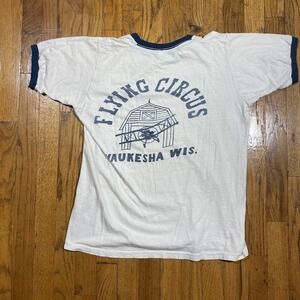 FLYING CIRCUS
WAUKESHA WIS.